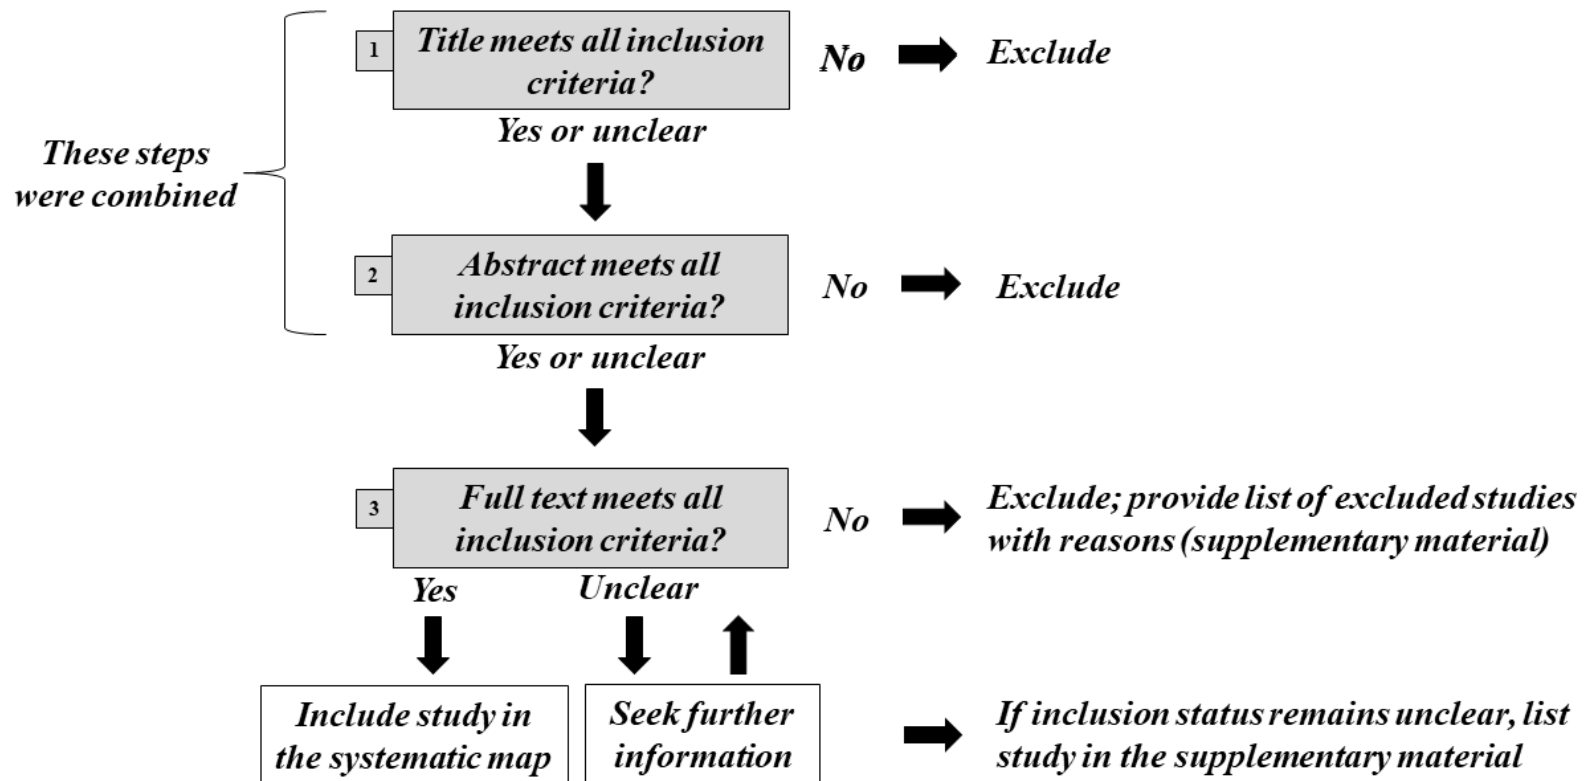 1
Title meets all inclusion
criteria?
No
Exclude
Yes or unclear
These steps
were combined
2
Abstract meets all
inclusion criteria?
No
Exclude
Yes or unclear
3
Full text meets all
inclusion criteria?
No
Exclude; provide list of excluded studies
with reasons (supplementary material)
Yes
Unclear
Include study in
the systematic map
Seek further
information
If inclusion status remains unclear, list
study in the supplementary material